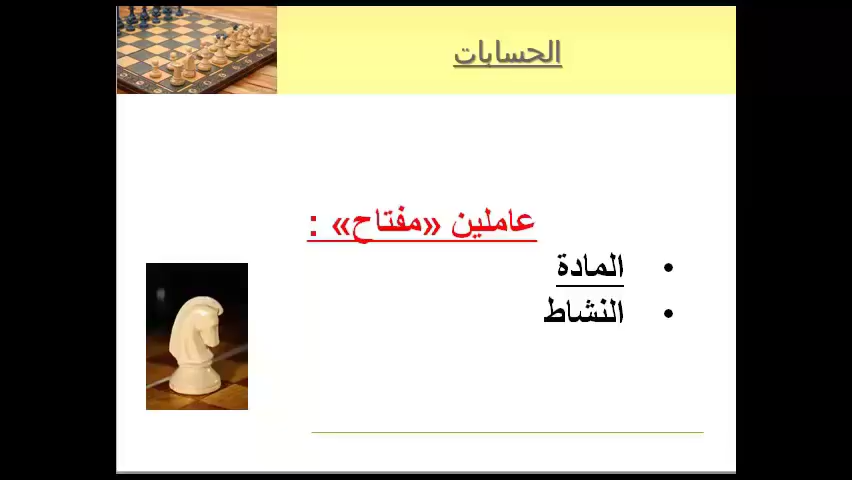 الحسابات
عاملين «مفتاح» :
• المادة
• النشاط